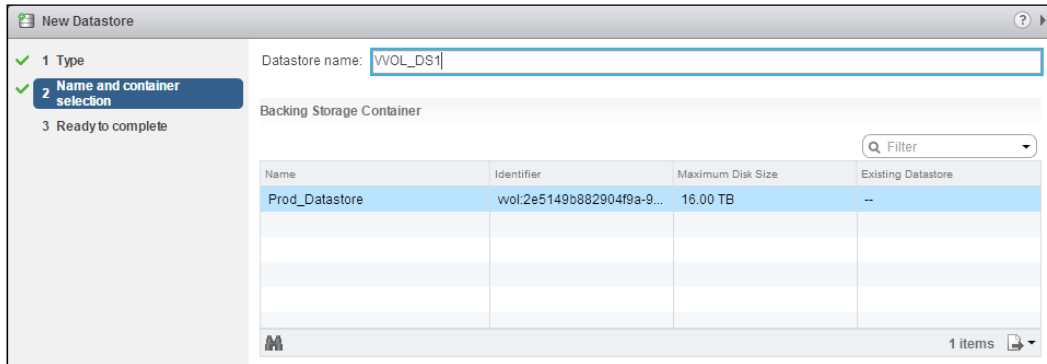 New Datastore
?
1 Type
2 Name and container selection
3 Ready to complete
Datastore name: VVOL_DS1
Backing Storage Container
Filter
Name Identifier Maximum Disk Size Existing Datastore
Prod_Datastore vvol:2e5149b882904f9a-9... 16.00 TB --
1 items